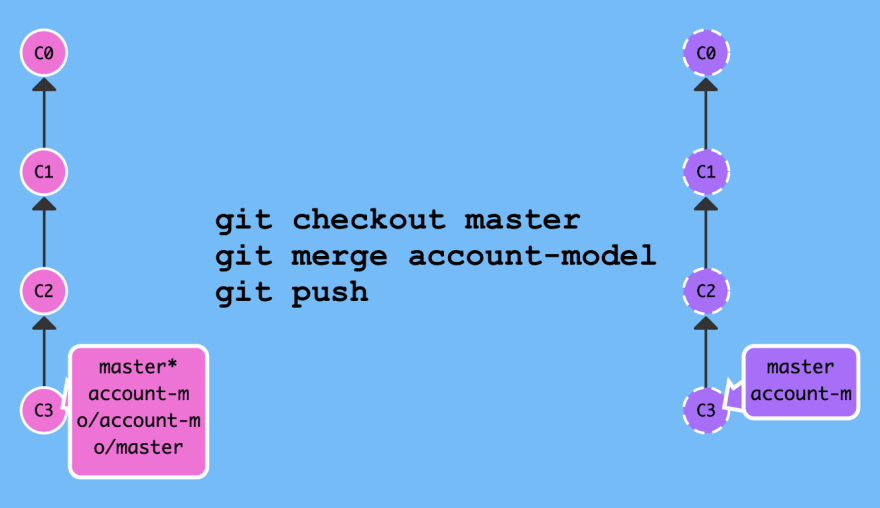 C0
C1
C2
C3
master*
account-m
o/account-m
o/master
git checkout master
git merge account-model
git push
C0
C1
C2
C3
master
account-m